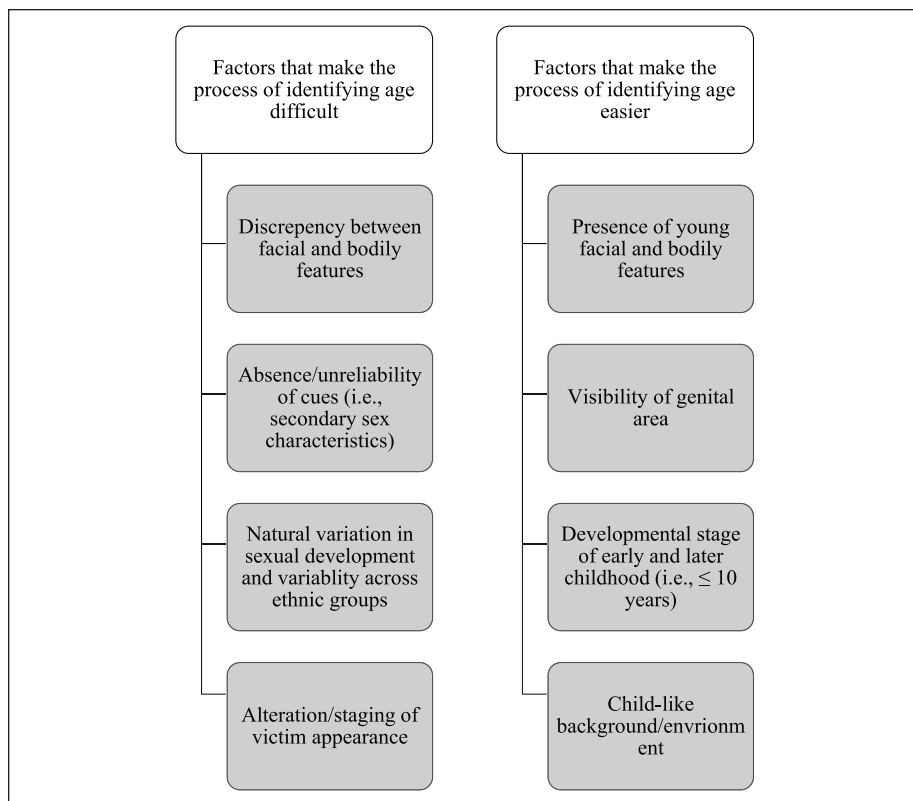 Factors that make the
process of identifying age
difficult
Discrepency between
facial and bodily
features
Absence/unreliability
of cues (i.e.,
secondary sex
characteristics)
Natural variation in
sexual development
and variablity across
ethnic groups
Alteration/staging of
victim appearance
Factors that make the
process of identifying age
easier
Presence of young
facial and bodily
features
Visibility of genital
area
Developmental stage
of early and later
childhood (i.e., ≤ 10
years)
Child-like
background/envrionm
ent